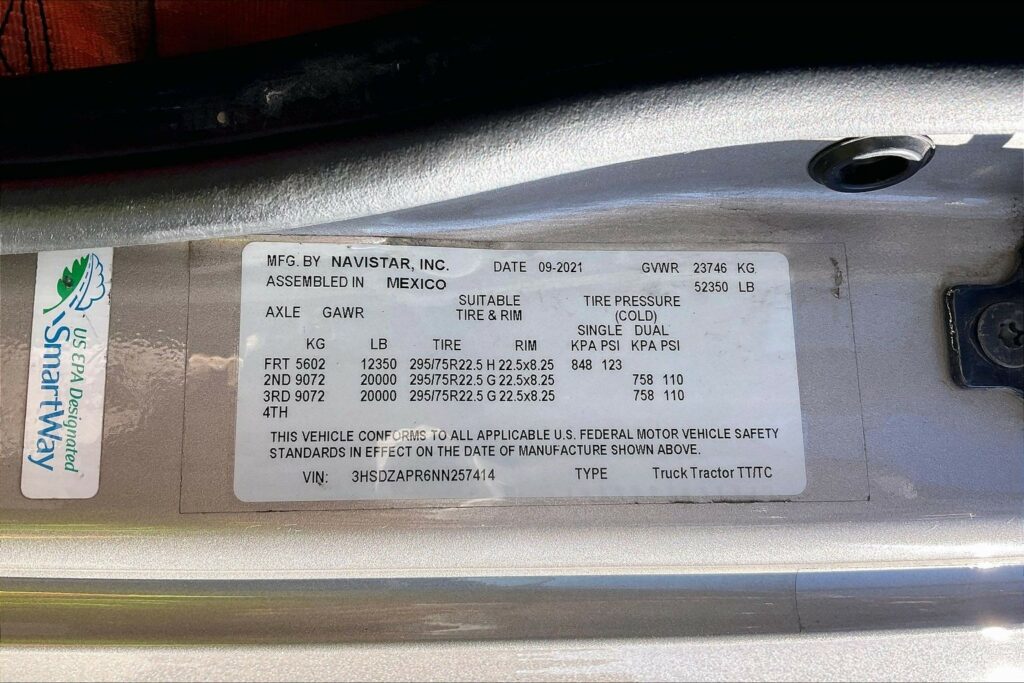 US EPA Designated
SmartWay
MFG. BY NAVISTAR, INC. DATE 09-2021 GVWR 23746 KG
ASSEMBLED IN MEXICO 52350 LB
AXLE GAWR SUITABLE TIRE & RIM TIRE PRESSURE (COLD)
SINGLE DUAL
KG LB TIRE RIM KPA PSI KPA PSI
FRT 5602 12350 295/75R22.5 H 22.5x8.25 848 123
2ND 9072 20000 295/75R22.5 G 22.5x8.25 758 110
3RD 9072 20000 295/75R22.5 G 22.5x8.25 758 110
4TH
THIS VEHICLE CONFORMS TO ALL APPLICABLE U.S. FEDERAL MOTOR VEHICLE SAFETY
STANDARDS IN EFFECT ON THE DATE OF MANUFACTURE SHOWN ABOVE.
VIN: 3HSDZAPR6NN257414 TYPE Truck Tractor TT/TC